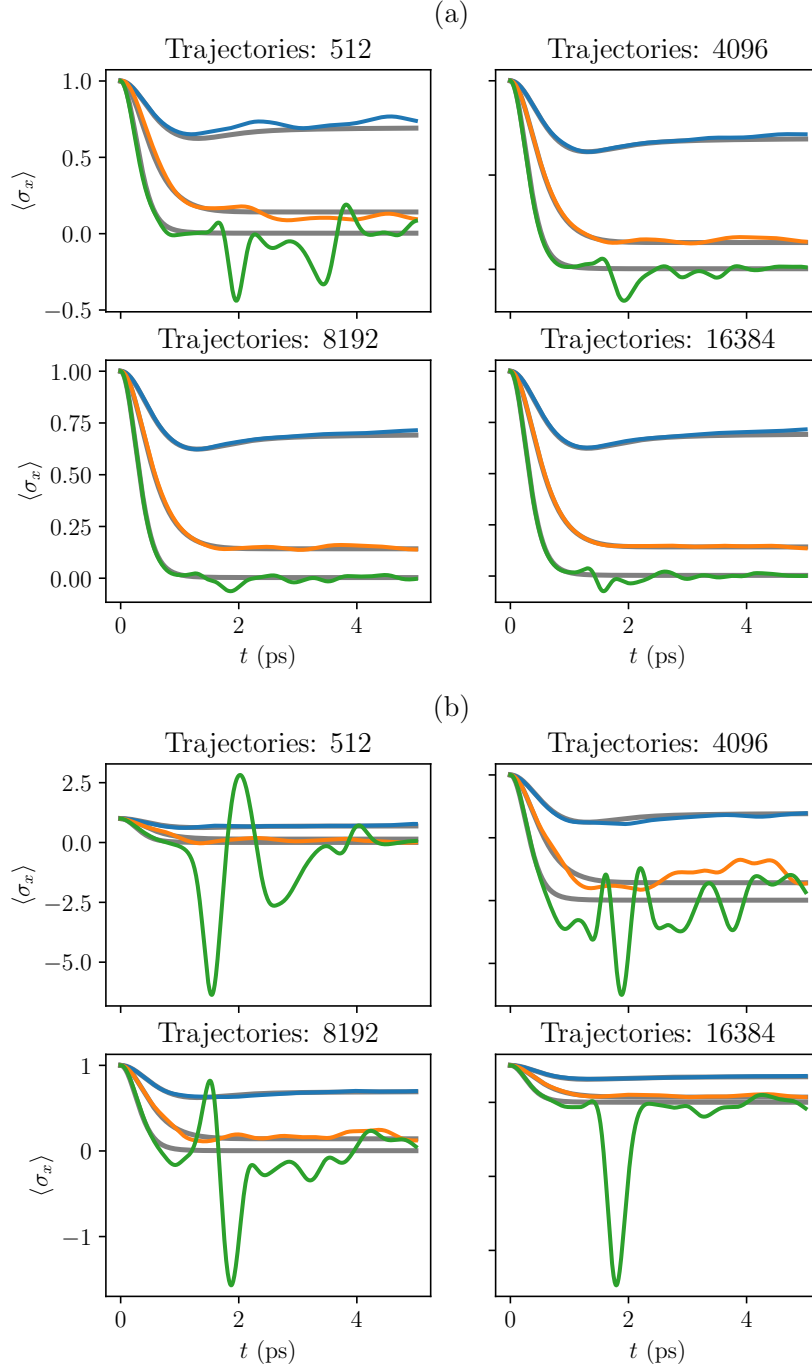 (a)
Trajectories: 512
Trajectories: 4096
1.0
0.5
0.0
−0.5
⟨σₓ⟩
Trajectories: 8192
Trajectories: 16384
1.00
0.75
0.50
0.25
0.00
⟨σₓ⟩
0 2 4
0 2 4
t (ps)
t (ps)
(b)
Trajectories: 512
Trajectories: 4096
2.5
0.0
−2.5
−5.0
⟨σₓ⟩
Trajectories: 8192
Trajectories: 16384
1
0
−1
⟨σₓ⟩
0 2 4
0 2 4
t (ps)
t (ps)